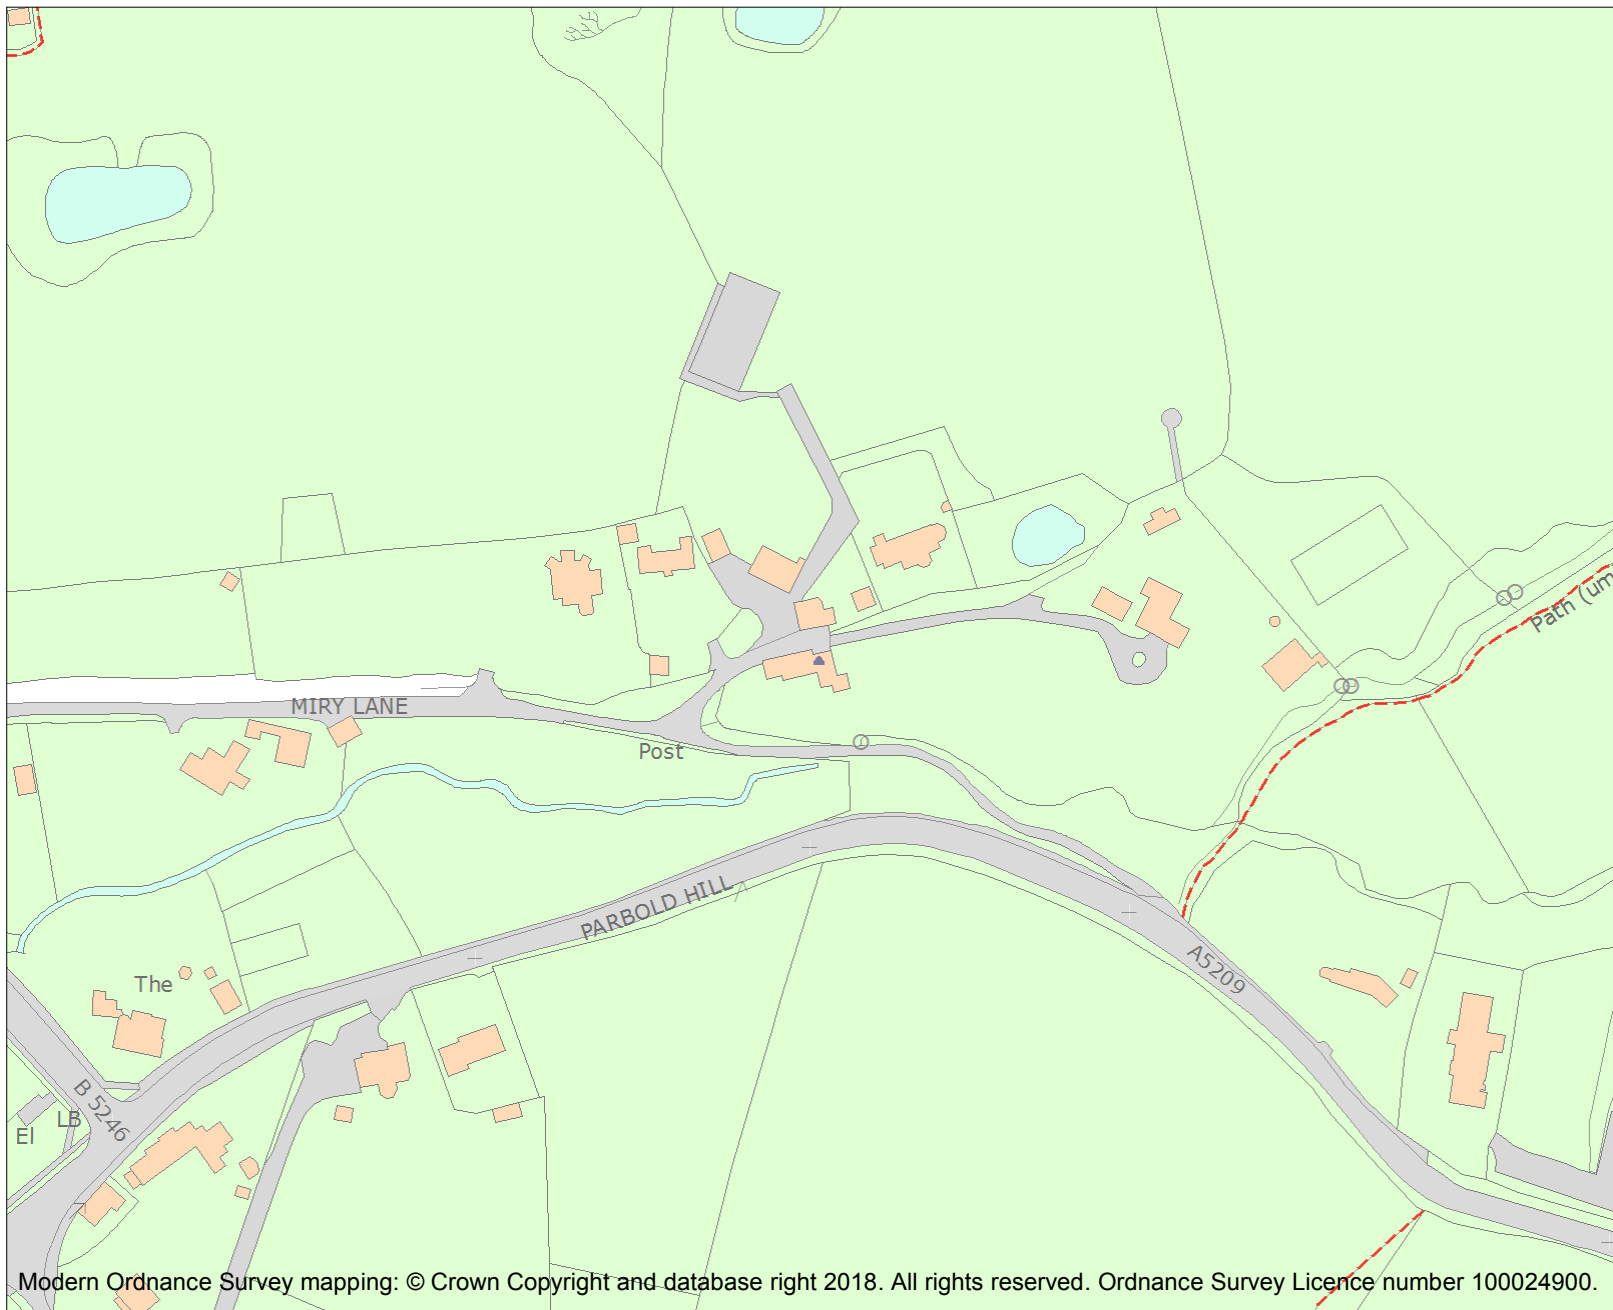 Path (um
MIRY LANE
Post
PARBOLD HILL
A5209
The
B 5246
LB
El
Modern Ordnance Survey mapping: © Crown Copyright and database right 2018. All rights reserved. Ordnance Survey Licence number 100024900.